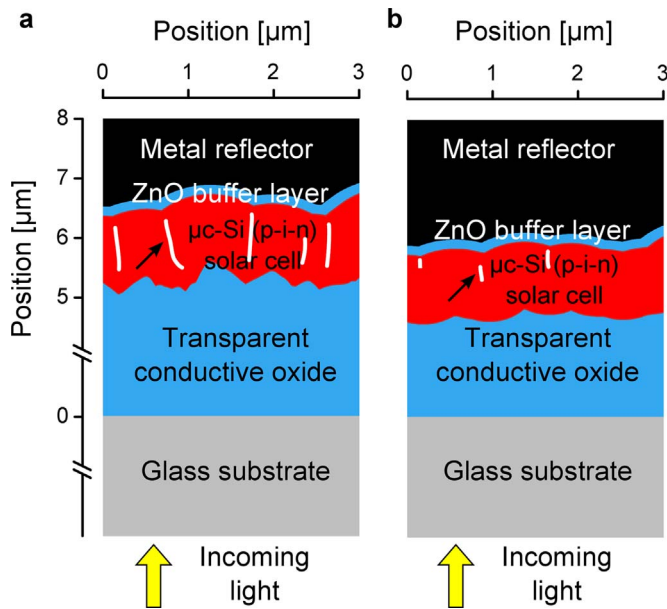 a
Position [µm]
0 1 2 3
Position [µm]
8
7
6
5
0
Metal reflector
ZnO buffer layer
µc-Si (p-i-n)
solar cell
Transparent
conductive oxide
Glass substrate
Incoming
light
b
Position [µm]
0 1 2 3
Metal reflector
ZnO buffer layer
µc-Si (p-i-n)
solar cell
Transparent
conductive oxide
Glass substrate
Incoming
light